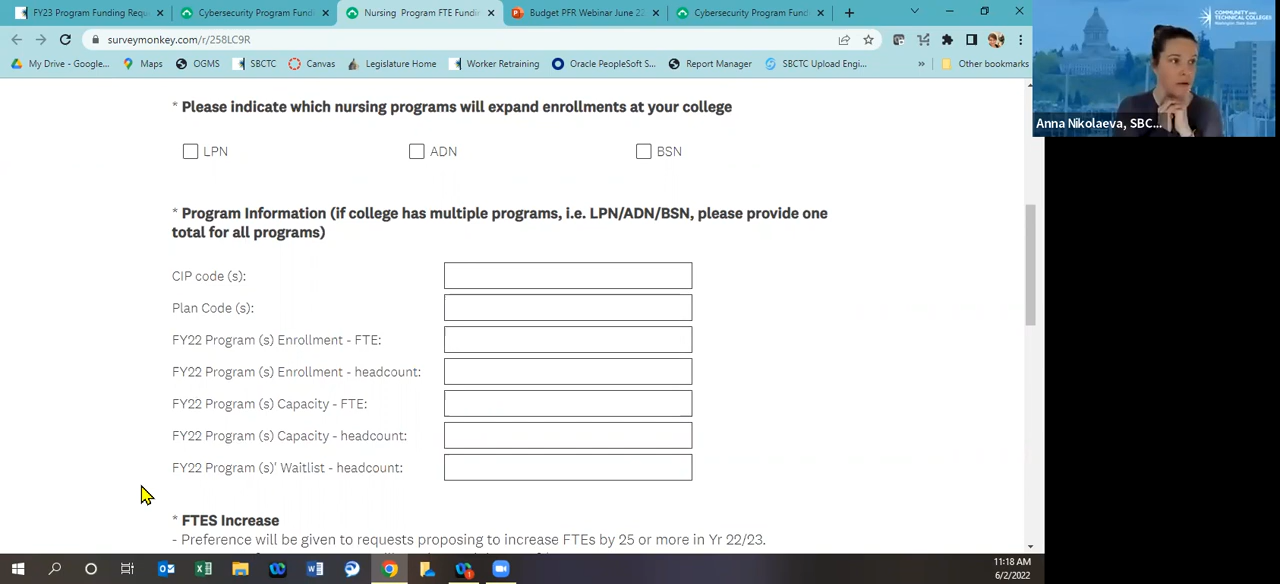 FY23 Program Funding Requ
Cybersecurity Program Fundi
Nursing Program FTE Fundin
Budget PFR Webinar June 22
Cybersecurity Program Fund
surveymonkey.com/r/258LC9R
My Drive - Google...
Maps
OGMS
SBCTC
Canvas
Legislature Home
Worker Retraining
Oracle PeopleSoft S...
Report Manager
SBCTC Upload Engi...
»
Other bookmarks
COMMUNITY AND
TECHNICAL COLLEGES
Washington State Board
Anna Nikolaeva, SBC...
* Please indicate which nursing programs will expand enrollments at your college
LPN
ADN
BSN
* Program Information (if college has multiple programs, i.e. LPN/ADN/BSN, please provide one
total for all programs)
CIP code (s):
Plan Code (s):
FY22 Program (s) Enrollment - FTE:
FY22 Program (s) Enrollment - headcount:
FY22 Program (s) Capacity - FTE:
FY22 Program (s) Capacity - headcount:
FY22 Program (s)' Waitlist - headcount:
* FTES Increase
- Preference will be given to requests proposing to increase FTEs by 25 or more in Yr 22/23.
11:18 AM
6/2/2022